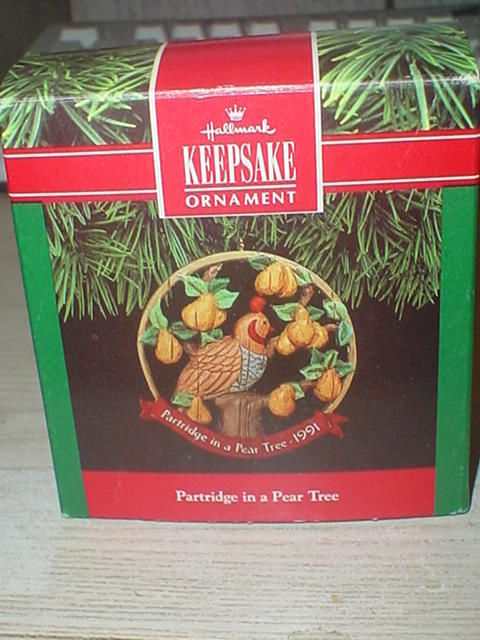 Hallmark
KEEPSAKE
ORNAMENT
Partridge in a Pear Tree • 1991
Partridge in a Pear Tree